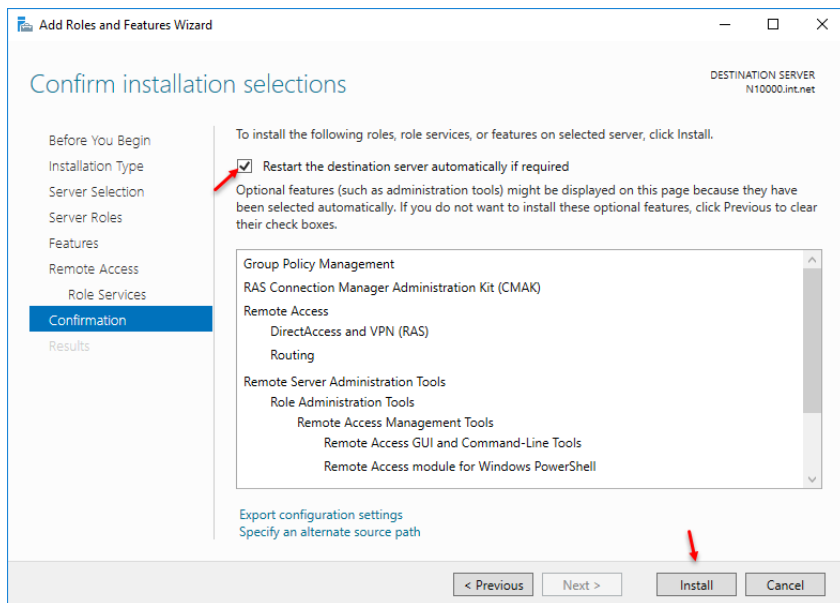 Add Roles and Features Wizard
Confirm installation selections
DESTINATION SERVER
N10000.int.net
Before You Begin
Installation Type
Server Selection
Server Roles
Features
Remote Access
Role Services
Confirmation
Results
To install the following roles, role services, or features on selected server, click Install.
Restart the destination server automatically if required
Optional features (such as administration tools) might be displayed on this page because they have
been selected automatically. If you do not want to install these optional features, click Previous to clear
their check boxes.
Group Policy Management
RAS Connection Manager Administration Kit (CMAK)
Remote Access
DirectAccess and VPN (RAS)
Routing
Remote Server Administration Tools
Role Administration Tools
Remote Access Management Tools
Remote Access GUI and Command-Line Tools
Remote Access module for Windows PowerShell
Export configuration settings
Specify an alternate source path
< Previous
Next >
Install
Cancel